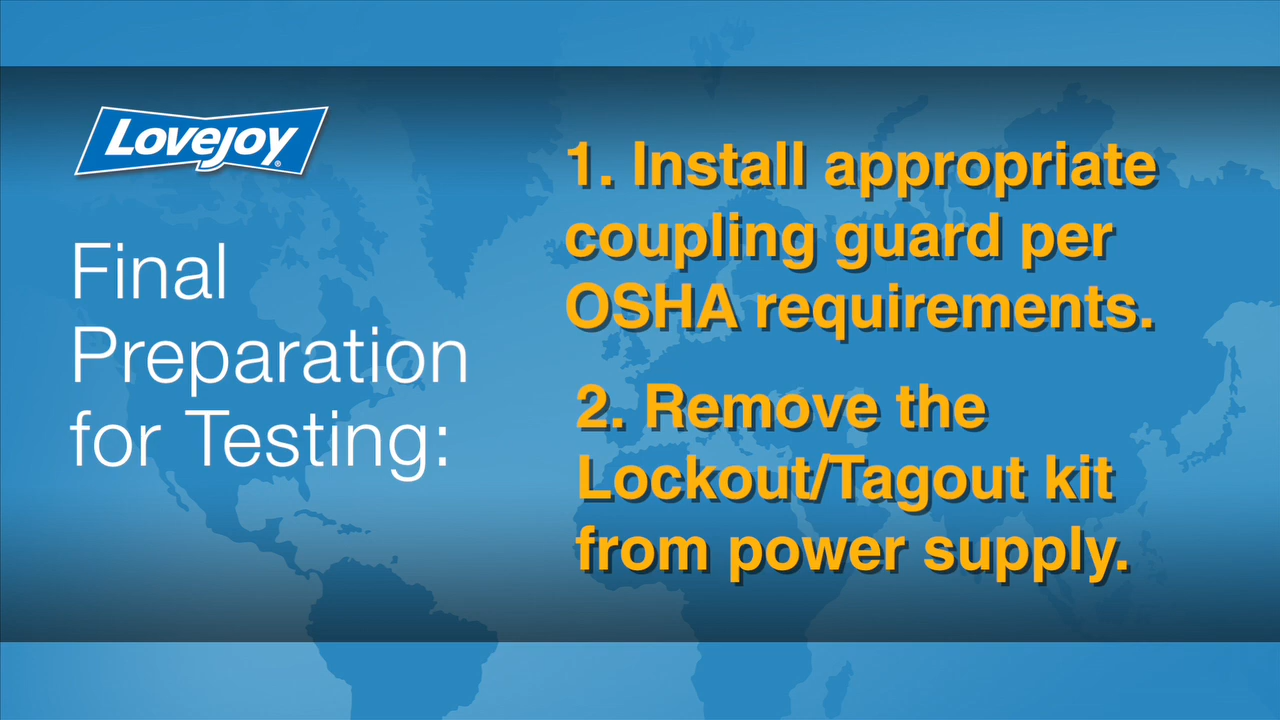 Lovejoy®
Final
Preparation
for Testing:
1. Install appropriate
coupling guard per
OSHA requirements.
2. Remove the
Lockout/Tagout kit
from power supply.